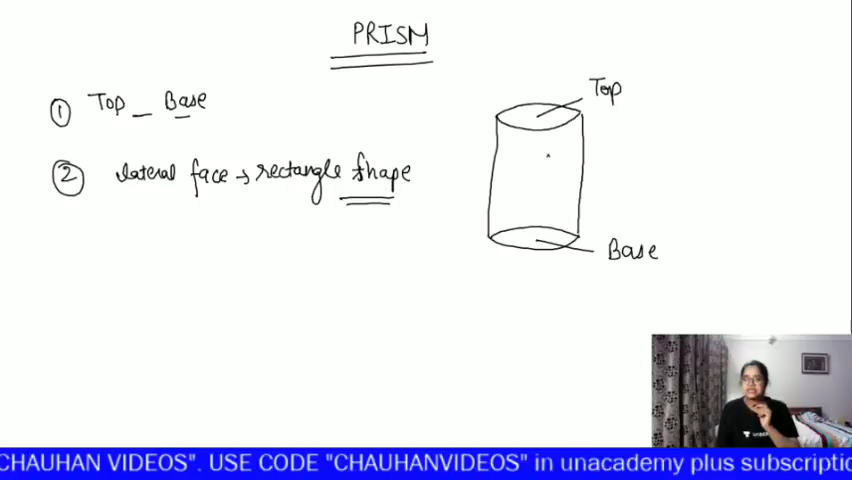 PRISM
① Top _ Base
② lateral face → rectangle shape
Top
Base
CHAUHAN VIDEOS". USE CODE "CHAUHANVIDEOS" in unacademy plus subscriptio